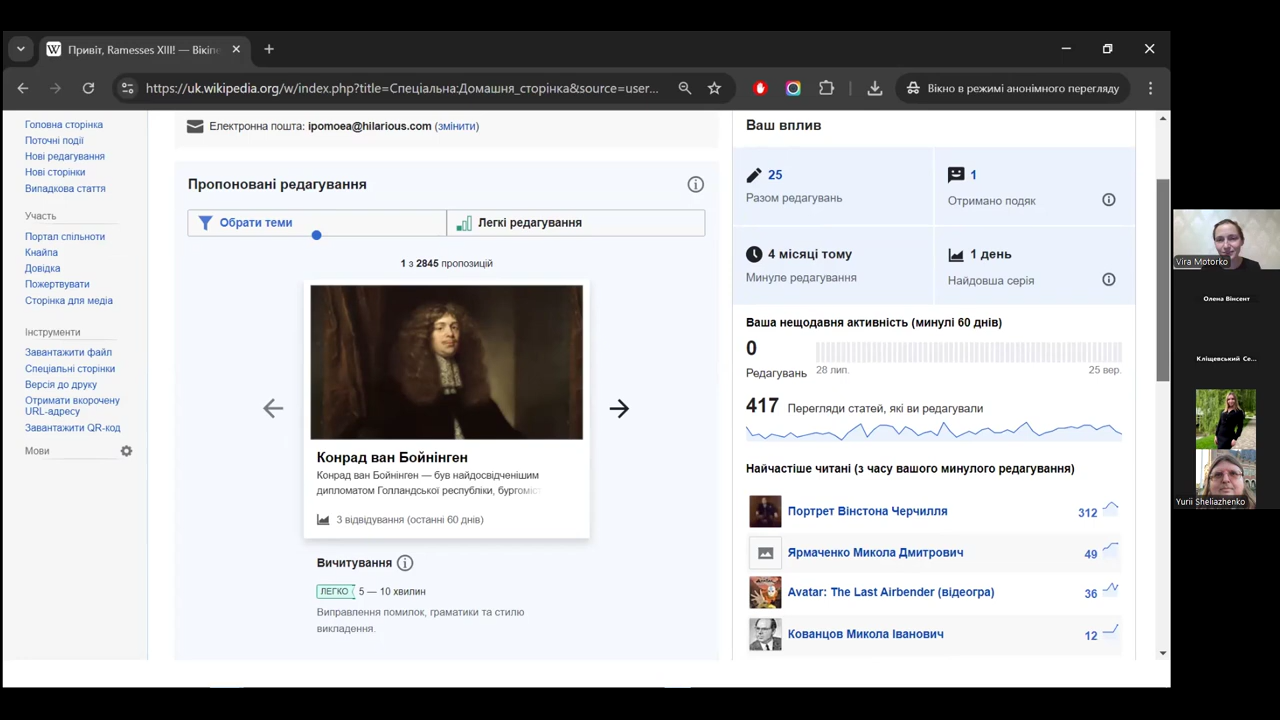 Привіт, Ramesses XIII! — Вікіпе
https://uk.wikipedia.org/w/index.php?title=Спеціальна:Домашня_сторінка&source=user...
Вікно в режимі анонімного перегляду
Головна сторінка
Поточні події
Нові редагування
Нові сторінки
Випадкова стаття
Участь
Портал спільноти
Кнайпа
Довідка
Пожертвувати
Сторінка для медіа
Інструменти
Завантажити файл
Спеціальні сторінки
Версія до друку
Отримати вкорочену
URL-адресу
Завантажити QR-код
Мови
Електронна пошта: ipomoea@hilarious.com (змінити)
Пропоновані редагування
Обрати теми
Легкі редагування
1 з 2845 пропозицій
Конрад ван Бойнінген
Конрад ван Бойнінген — був найдосвідченішим
дипломатом Голландської республіки, бургоміс
3 відвідування (останні 60 днів)
Вичитування
ЛЕГКО 5 — 10 хвилин
Виправлення помилок, граматики та стилю
викладення.
Ваш вплив
25
Разом редагувань
1
Отримано подяк
4 місяці тому
Минуле редагування
1 день
Найдовша серія
Ваша нещодавня активність (минулі 60 днів)
0
Редагувань
28 лип.
25 вер.
417 Перегляди статей, які ви редагували
Найчастіше читані (з часу вашого минулого редагування)
Портрет Вінстона Черчилля 312
Ярмаченко Микола Дмитрович 49
Avatar: The Last Airbender (відеогра) 36
Кованцов Микола Іванович 12
Vira Motorko
Олена Вінсент
Кліщевський Се...
Yurii Sheliazhenko